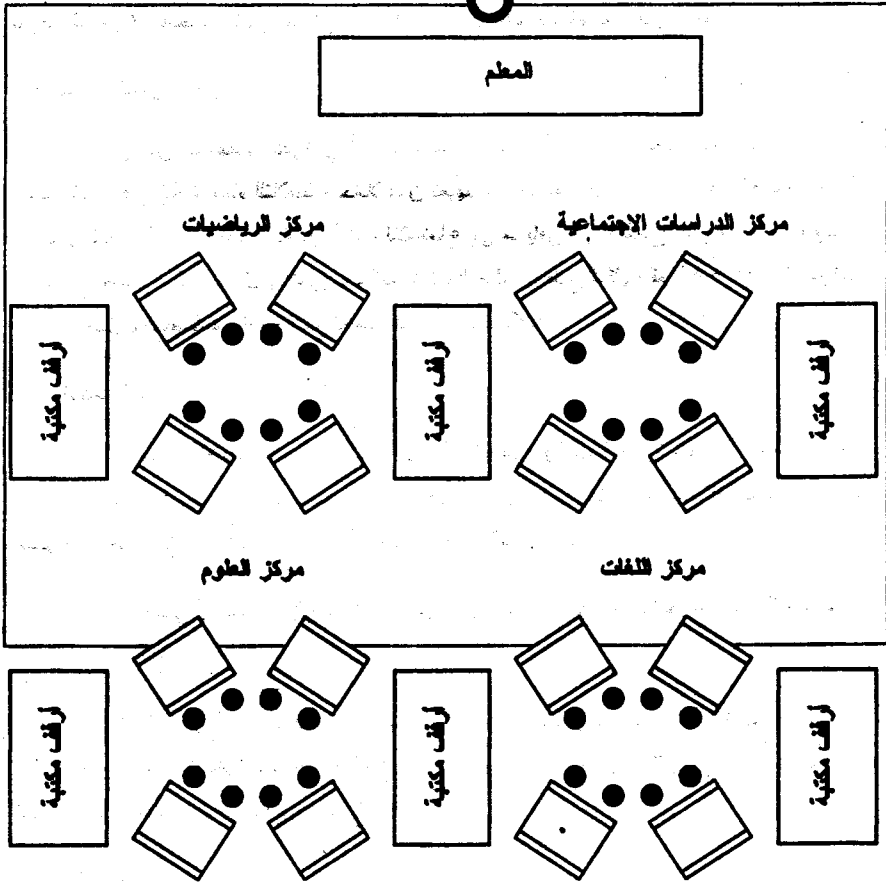 المعلم
مركز الدراسات الاجتماعية
مركز الرياضيات
أرفف مكتبة
أرفف مكتبة
أرفف مكتبة
مركز اللغات
مركز العلوم
أرفف مكتبة
أرفف مكتبة
أرفف مكتبة